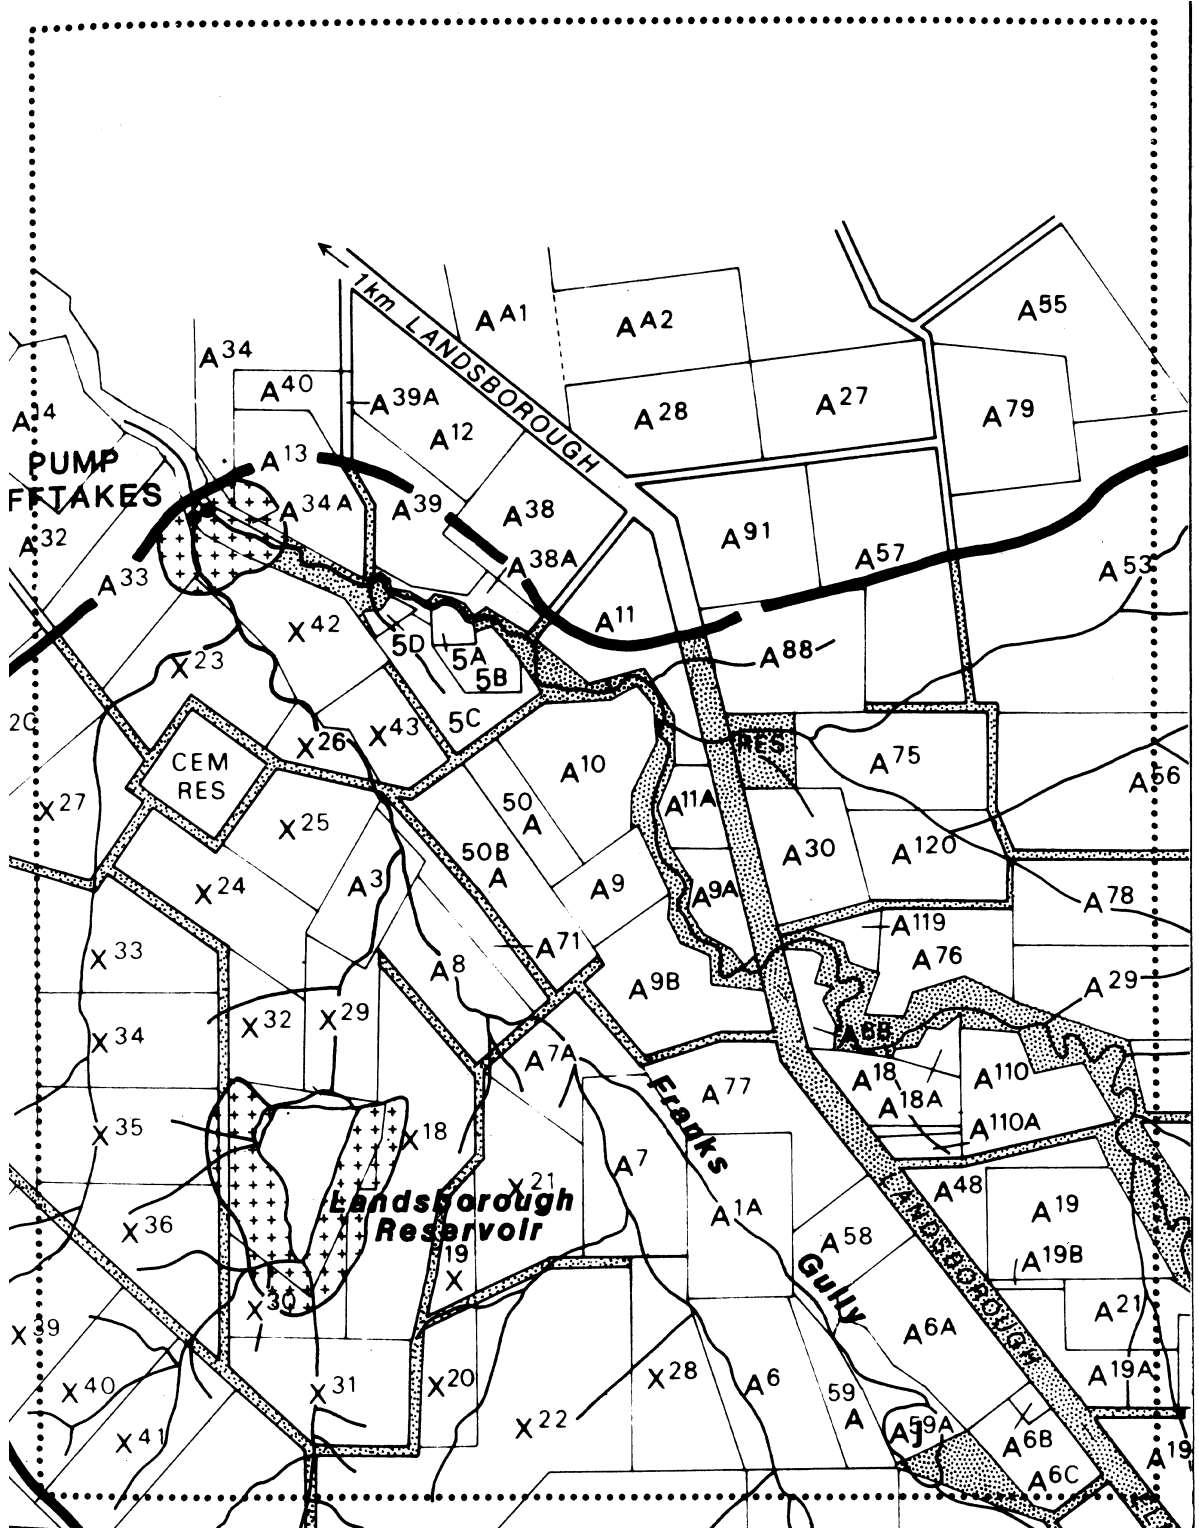 1km LANDSBOROUGH
A A1
A A2
A 55
A 34
A 40
A 39A
A 12
A 28
A 27
A 79
A 14
PUMP
A 13
A 34A
A 39
A 38
A 91
A 57
A 32
A 33
A 38A
A 53
X 42
A 11
5D
5A
5B
A 88
X 23
5C
X 43
X 26
RES
A 75
A 56
CEM
RES
A 10
A 11A
X 27
X 25
50
A
A 30
A 120
50B
A
X 24
A 3
A 9
A 9A
A 78
A 119
A 71
A 76
X 33
A 8
A 9B
A 29
X 32
X 29
X 34
A 7A
A 18
A 110
A 77
A 18A
Franks
X 35
X 18
A 110A
A 7
X 21
A 48
Landsborough
Reservoir
X 36
A 1A
A 19
A 58
19
X
A 19B
LANDSBOROUGH
Gully
X 30
A 21
X 39
A 6A
X 40
X 31
X 20
X 28
A 6
59
A
A 19A
X 22
A 59A
X 41
A 6B
A 19
A 6C